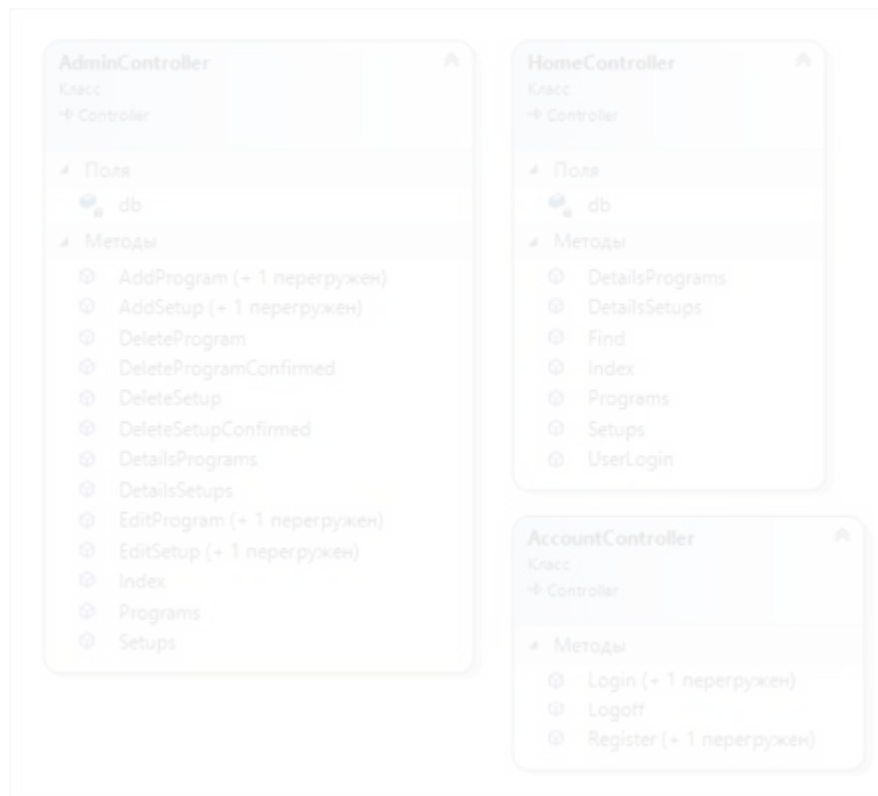 AdminController
Класс
Controller
Поля
db
Методы
AddProgram (+ 1 перегружен)
AddSetup (+ 1 перегружен)
DeleteProgram
DeleteProgramConfirmed
DeleteSetup
DeleteSetupConfirmed
DetailsPrograms
DetailsSetups
EditProgram (+ 1 перегружен)
EditSetup (+ 1 перегружен)
Index
Programs
Setups
HomeController
Класс
Controller
Поля
db
Методы
DetailsPrograms
DetailsSetups
Find
Index
Programs
Setups
UserLogin
AccountController
Класс
Controller
Методы
Login (+ 1 перегружен)
Logoff
Register (+ 1 перегружен)